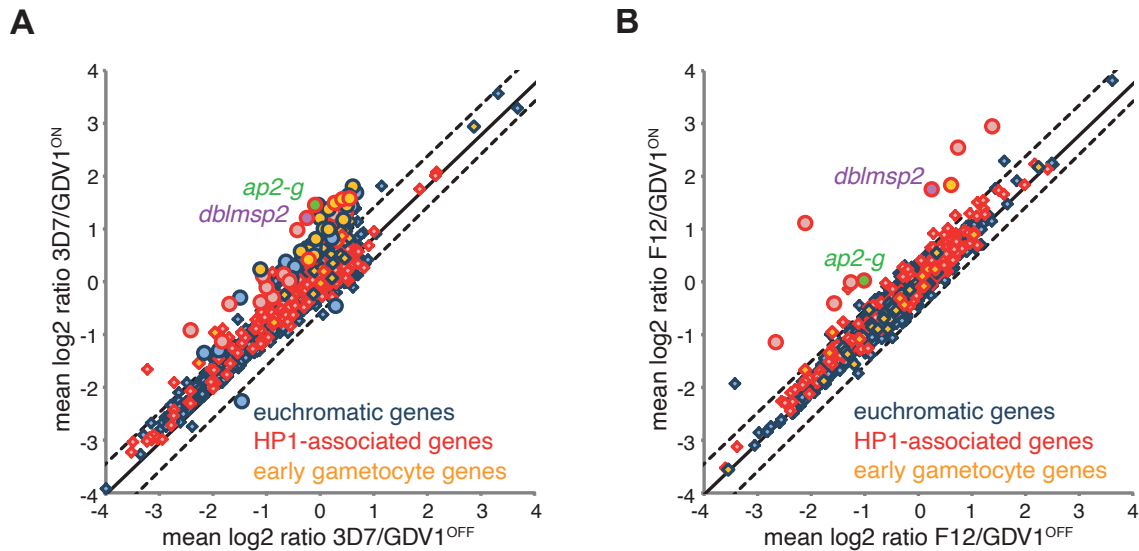 A
mean log2 ratio 3D7/GDV1ON
4
3
2
1
0
-1
-2
-3
-4
ap2-g
dblmsp2
euchromatic genes
HP1-associated genes
early gametocyte genes
-4 -3 -2 -1 0 1 2 3 4
mean log2 ratio 3D7/GDV1OFF
B
mean log2 ratio F12/GDV1ON
4
3
2
1
0
-1
-2
-3
-4
dblmsp2
ap2-g
euchromatic genes
HP1-associated genes
early gametocyte genes
-4 -3 -2 -1 0 1 2 3 4
mean log2 ratio F12/GDV1OFF